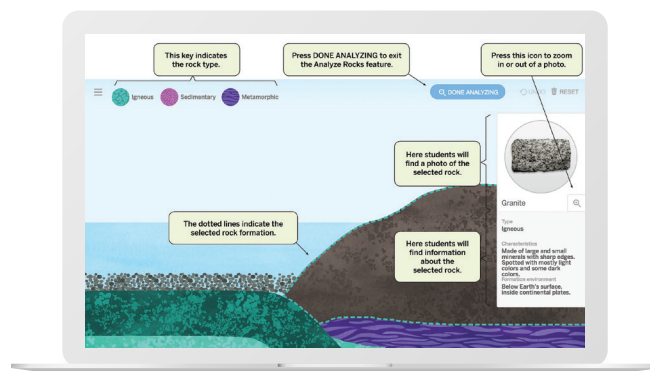 This key indicates
the rock type.
Press DONE ANALYZING to exit
the Analyze Rocks feature.
Press this icon to zoom
in or out of a photo.
Igneous
Sedimentary
Metamorphic
DONE ANALYZING
UNDO
RESET
Here students will
find a photo of the
selected rock.
Granite
The dotted lines indicate the
selected rock formation.
Type
Igneous
Here students will
find information
about the
selected rock.
Characteristics
Made of large and small
minerals with sharp edges.
Spotted with mostly light
colors and some dark
colors.
Formation environment
Below Earth's surface,
inside continental plates.